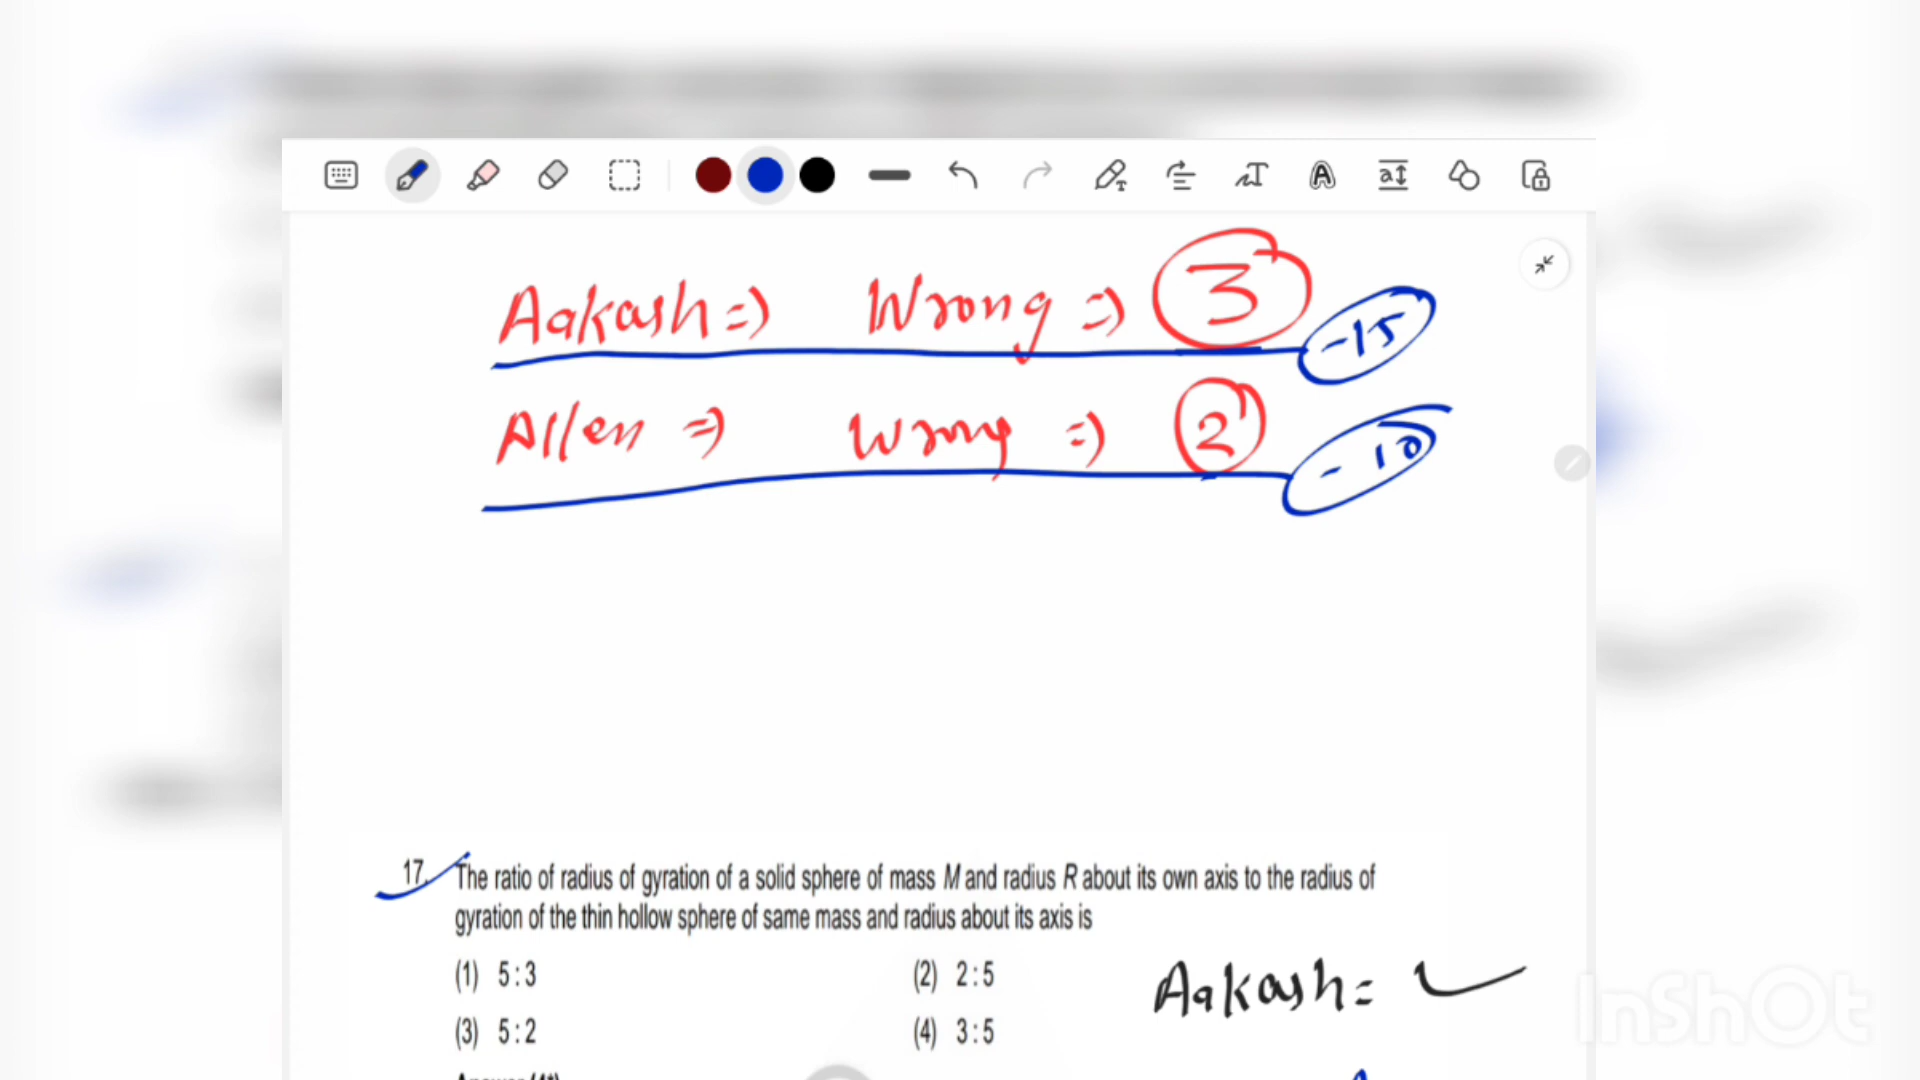 Aakash => Wrong => 3
-15
Allen => Wrong => 2
-10
17. The ratio of radius of gyration of a solid sphere of mass M and radius R about its own axis to the radius of
gyration of the thin hollow sphere of same mass and radius about its axis is
(1) 5 : 3 (2) 2 : 5
Aakash =
(3) 5 : 2 (4) 3 : 5
InShOt